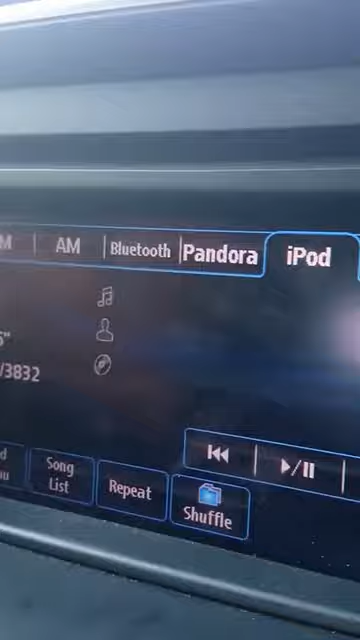 M AM Bluetooth Pandora iPod
/3832
Song
List
Repeat
Shuffle